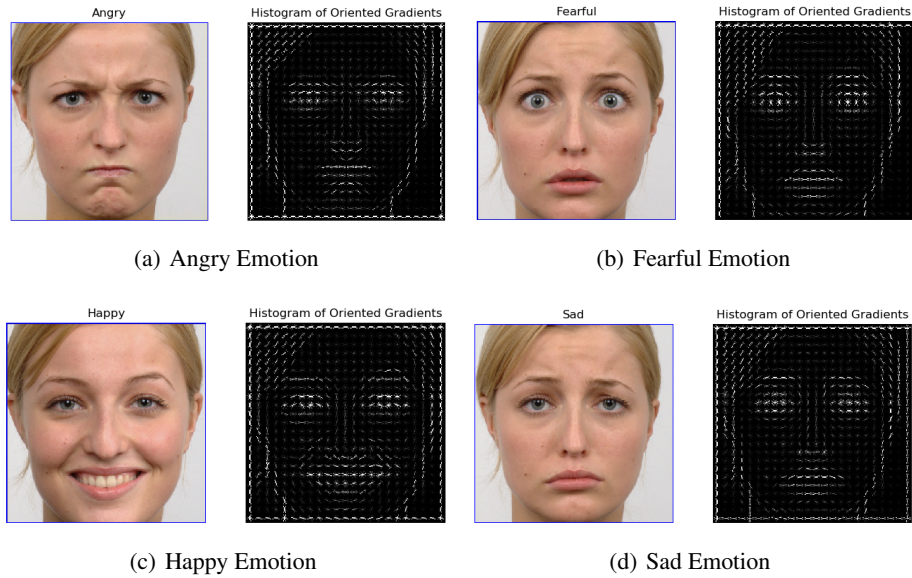 Angry
Histogram of Oriented Gradients
Fearful
Histogram of Oriented Gradients
(a) Angry Emotion
(b) Fearful Emotion
Happy
Histogram of Oriented Gradients
Sad
Histogram of Oriented Gradients
(c) Happy Emotion
(d) Sad Emotion